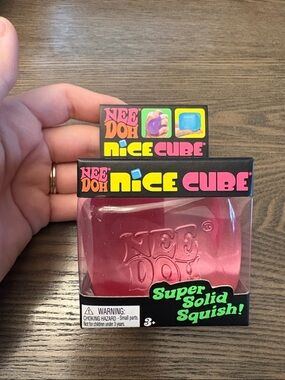 NEE
DOH
NICE CUBE
NEE
DOH
NICE CUBE
NEE ®
DOH
Super
Solid
Squish!
WARNING:
CHOKING HAZARD - Small parts.
Not for children under 3 years.
3+